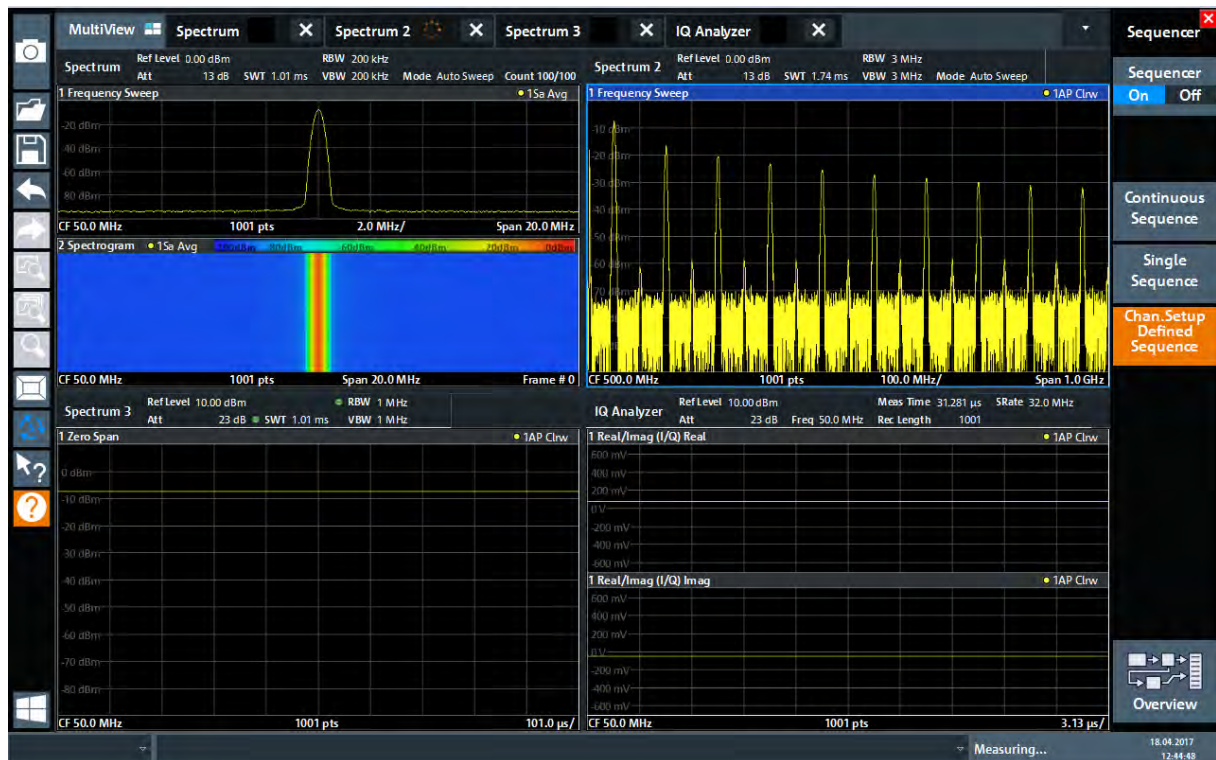 MultiView Spectrum X Spectrum 2 X Spectrum 3 X IQ Analyzer X
Spectrum
Ref Level 0.00 dBm RBW 200 kHz
Att 13 dB SWT 1.01 ms VBW 200 kHz Mode Auto Sweep Count 100/100
1 Frequency Sweep 1Sa Avg
-20 dBm
-40 dBm
-60 dBm
-80 dBm
CF 50.0 MHz 1001 pts 2.0 MHz/ Span 20.0 MHz
2 Spectrogram 1Sa Avg -100dBm -80dBm -60dBm -40dBm -20dBm 0dBm
CF 50.0 MHz 1001 pts Span 20.0 MHz Frame # 0
Spectrum 2
Ref Level 0.00 dBm RBW 3 MHz
Att 13 dB SWT 1.74 ms VBW 3 MHz Mode Auto Sweep
1 Frequency Sweep 1AP Clrw
-10 dBm
-20 dBm
-30 dBm
-40 dBm
-50 dBm
-60 dBm
-70 dBm
CF 500.0 MHz 1001 pts 100.0 MHz/ Span 1.0 GHz
Spectrum 3
Ref Level 10.00 dBm RBW 1 MHz
Att 23 dB SWT 1.01 ms VBW 1 MHz
1 Zero Span 1AP Clrw
0 dBm
-10 dBm
-20 dBm
-30 dBm
-40 dBm
-50 dBm
-60 dBm
-70 dBm
-80 dBm
CF 50.0 MHz 1001 pts 101.0 µs/
IQ Analyzer
Ref Level 10.00 dBm Meas Time 31.281 µs SRate 32.0 MHz
Att 23 dB Freq 50.0 MHz Rec Length 1001
1 Real/Imag (I/Q) Real 1AP Clrw
600 mV
400 mV
200 mV
0 V
-200 mV
-400 mV
-600 mV
1 Real/Imag (I/Q) Imag 1AP Clrw
600 mV
400 mV
200 mV
0 V
-200 mV
-400 mV
-600 mV
CF 50.0 MHz 1001 pts 3.13 µs/
Sequencer
Sequencer
On Off
Continuous
Sequence
Single
Sequence
Chan.Setup
Defined
Sequence
Overview
Measuring...
18.04.2017
12:44:48